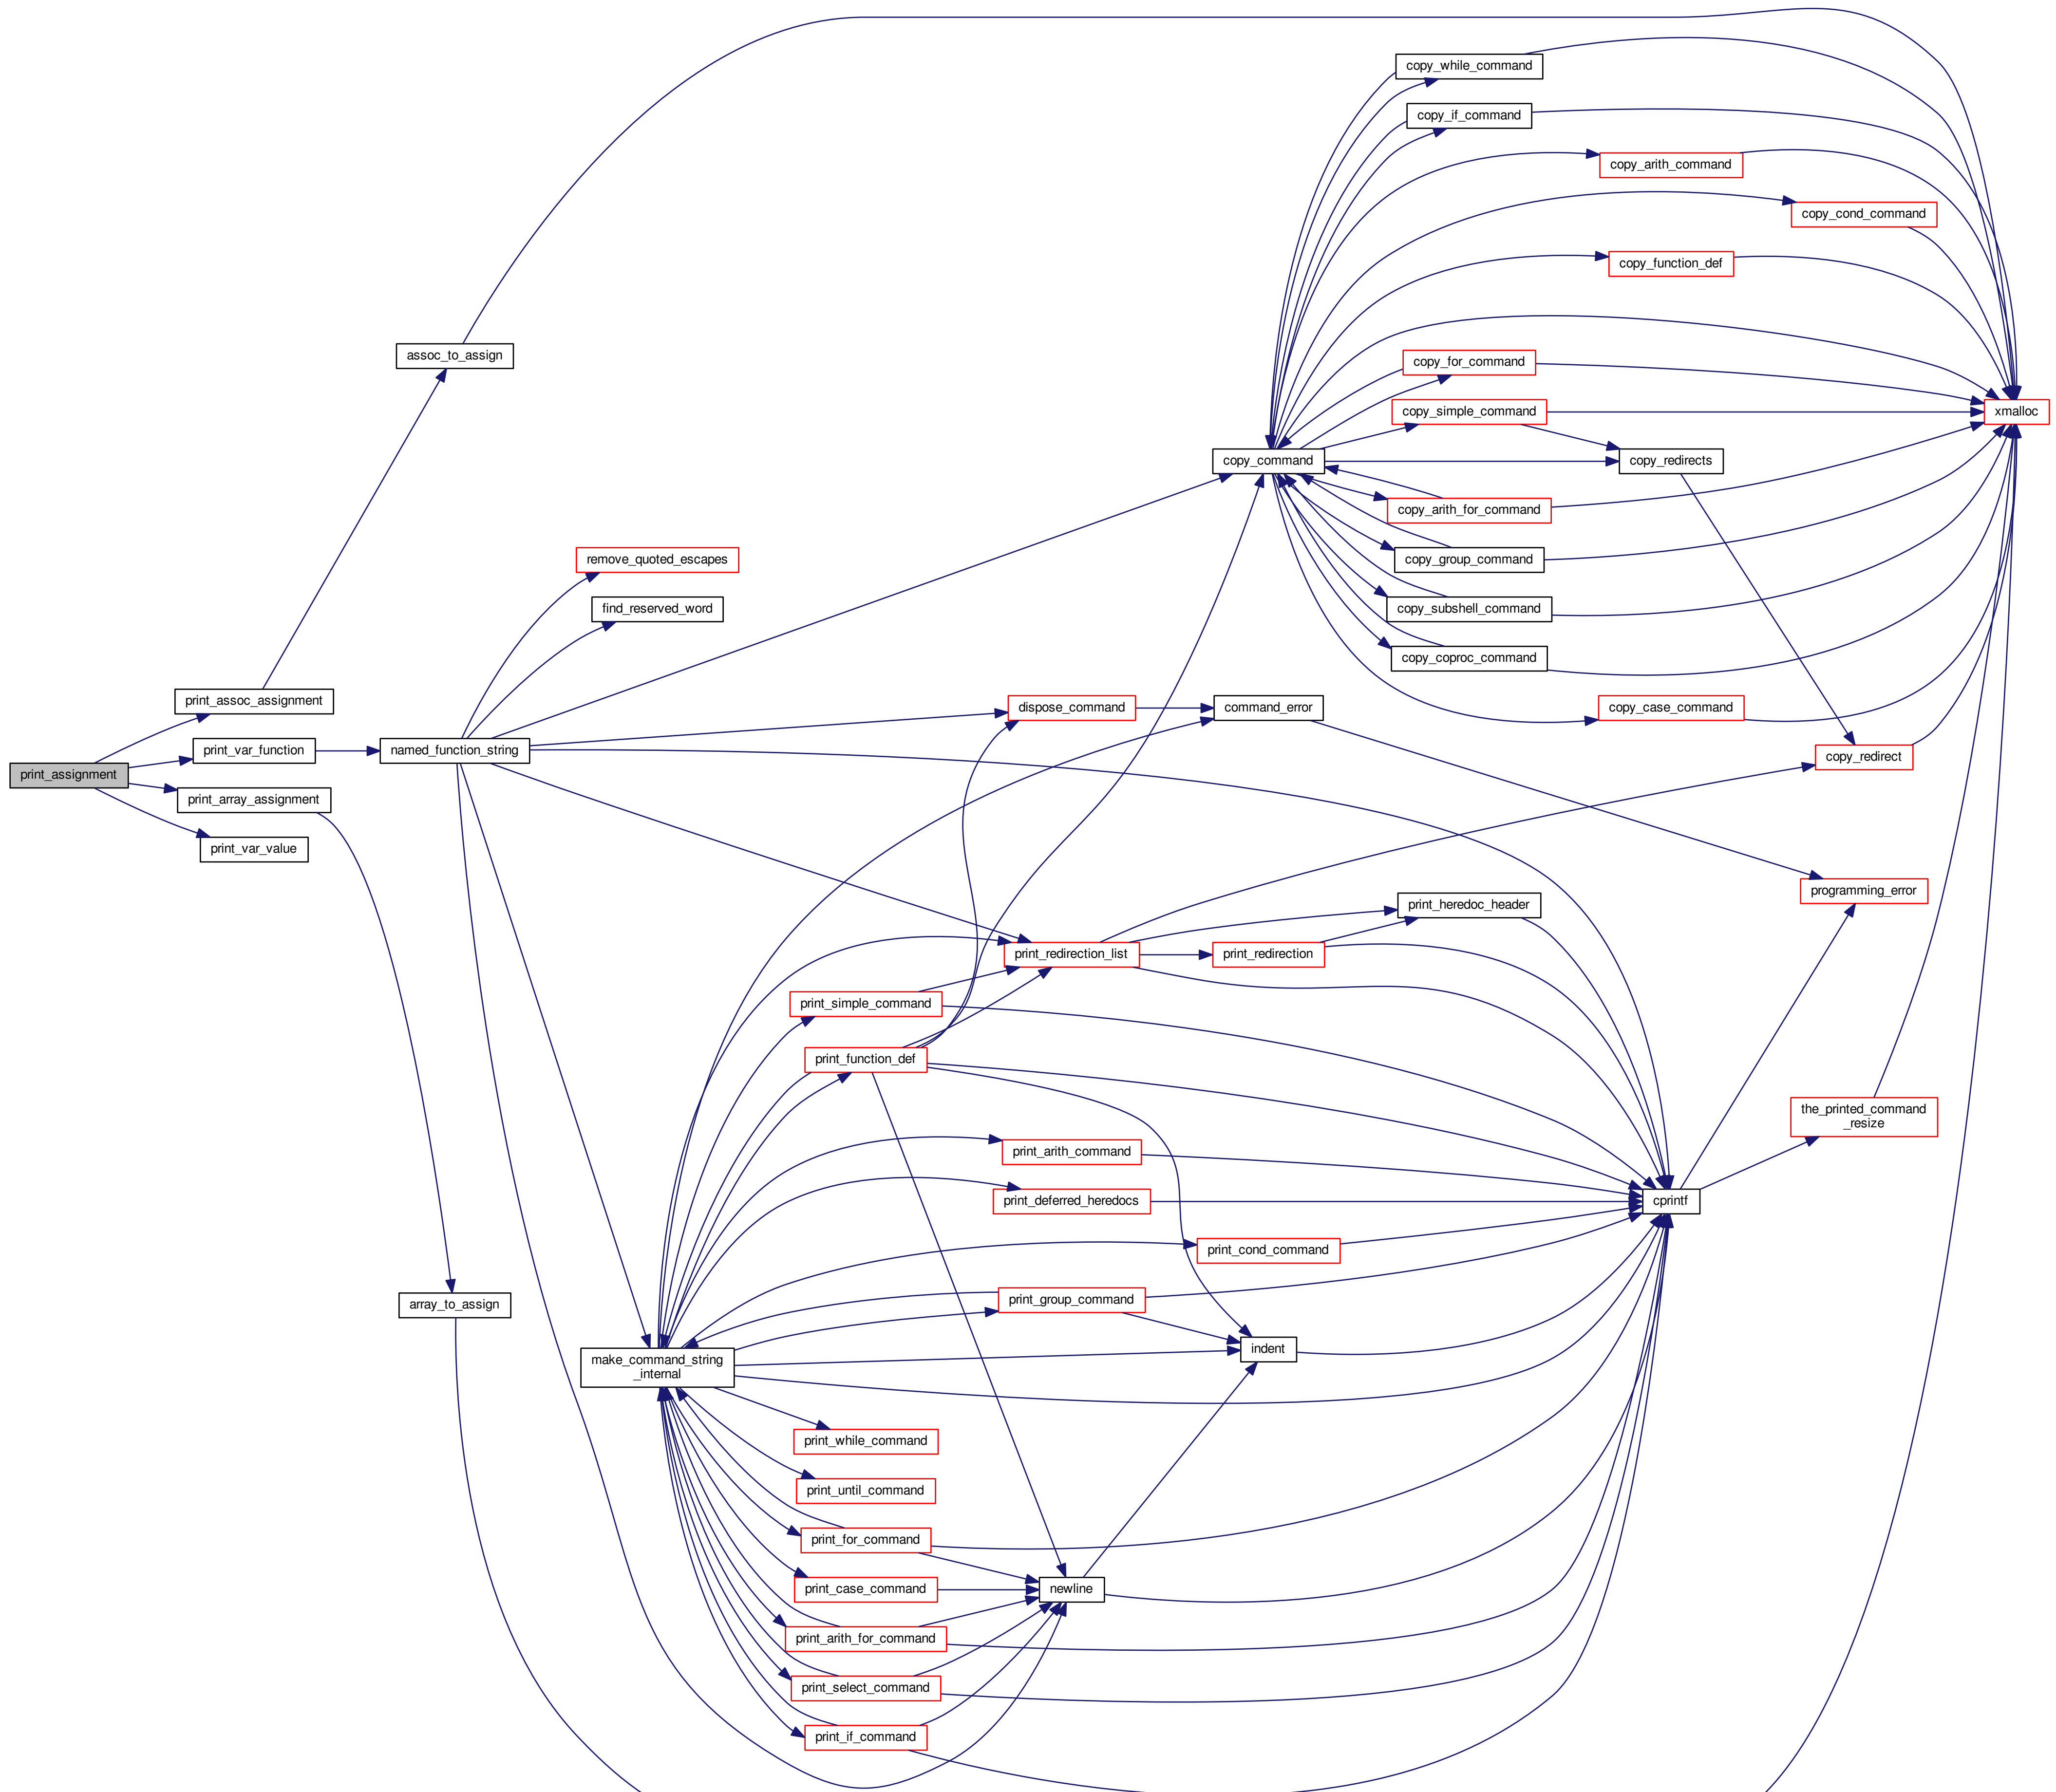 copy_while_command
copy_if_command
copy_arith_command
copy_cond_command
copy_function_def
assoc_to_assign
copy_for_command
copy_simple_command
xmalloc
copy_command
copy_redirects
copy_arith_for_command
remove_quoted_escapes
copy_group_command
find_reserved_word
copy_subshell_command
copy_coproc_command
print_assoc_assignment
dispose_command
command_error
copy_case_command
print_var_function
named_function_string
copy_redirect
print_assignment
print_array_assignment
print_var_value
programming_error
print_heredoc_header
print_redirection_list
print_redirection
print_simple_command
print_function_def
the_printed_command
_resize
print_arith_command
print_deferred_heredocs
cprintf
print_cond_command
array_to_assign
print_group_command
indent
make_command_string
_internal
print_while_command
print_until_command
print_for_command
print_case_command
newline
print_arith_for_command
print_select_command
print_if_command